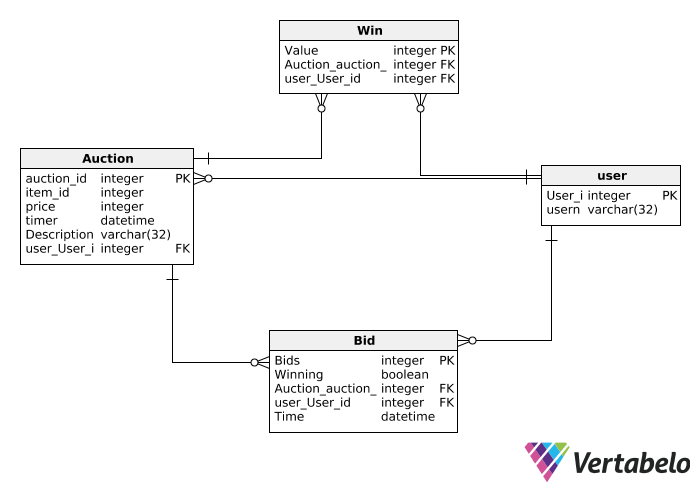 Win
Value integer PK
Auction_auction_ integer FK
user_User_id integer FK
Auction
auction_id integer PK
item_id integer
price integer
timer datetime
Description varchar(32)
user_User_i integer FK
user
User_i integer PK
usern varchar(32)
Bid
Bids integer PK
Winning boolean
Auction_auction_ integer FK
user_User_id integer FK
Time datetime
Vertabelo